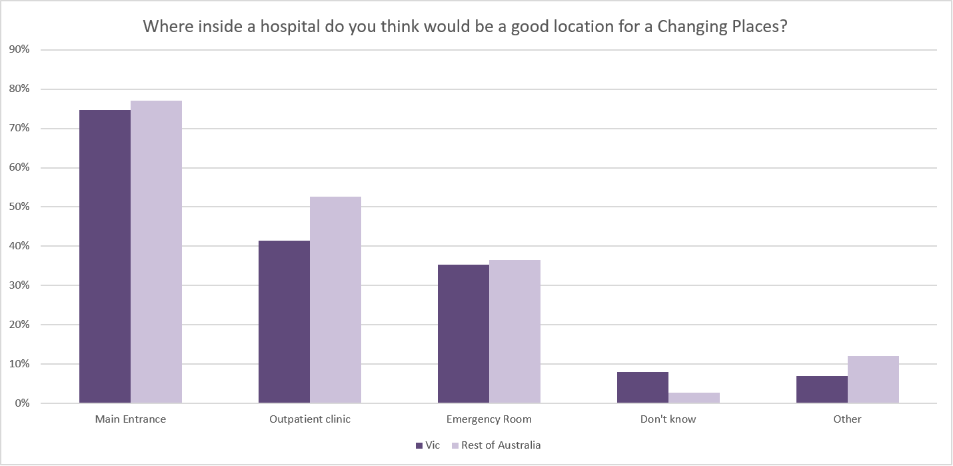 Where inside a hospital do you think would be a good location for a Changing Places?
90%
80%
70%
60%
50%
40%
30%
20%
10%
0%
Main Entrance
Outpatient clinic
Emergency Room
Don't know
Other
Vic
Rest of Australia